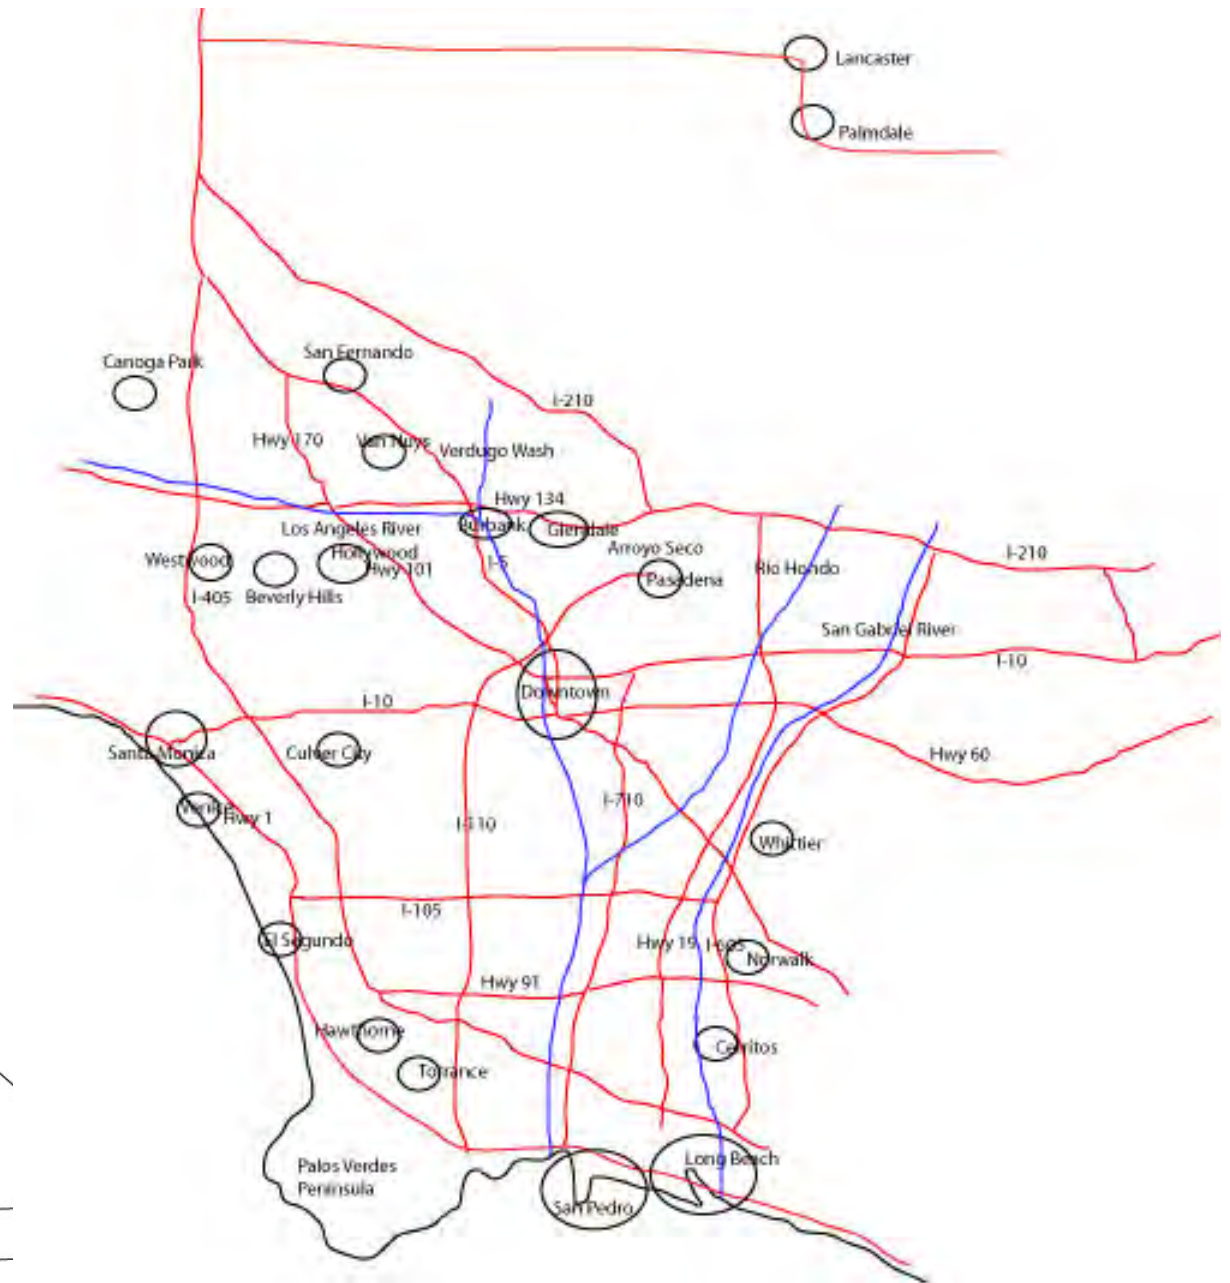 Lancaster
Palmdale
San Fernando
Canoga Park
I-210
Hwy 170
Van Nuys
Verdugo Wash
Hwy 134
Los Angeles River
Burbank
Glendale
Arroyo Seco
Westwood
Hollywood
Hwy 101
I-5
Rio Hondo
I-210
Pasadena
I-405
Beverly Hills
San Gabriel River
I-10
Downtown
I-10
Santa Monica
Culver City
Hwy 60
Venice
Hwy 1
I-710
I-110
Whittier
I-105
El Segundo
Hwy 19
I-605
Norwalk
Hwy 91
Hawthorne
Cerritos
Torrance
Palos Verdes
Peninsula
Long Beach
San Pedro